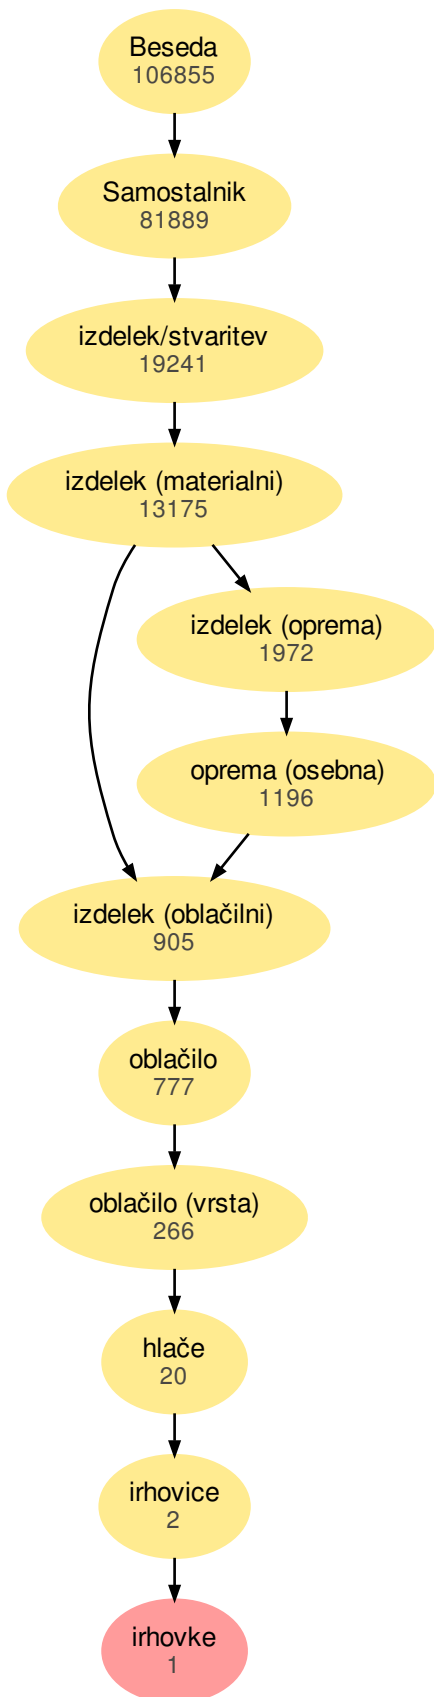 Beseda
106855
Samostalnik
81889
izdelek/stvaritev
19241
izdelek (materialni)
13175
izdelek (oprema)
1972
oprema (osebna)
1196
izdelek (oblačilni)
905
oblačilo
777
oblačilo (vrsta)
266
hlače
20
irhovice
2
irhovke
1